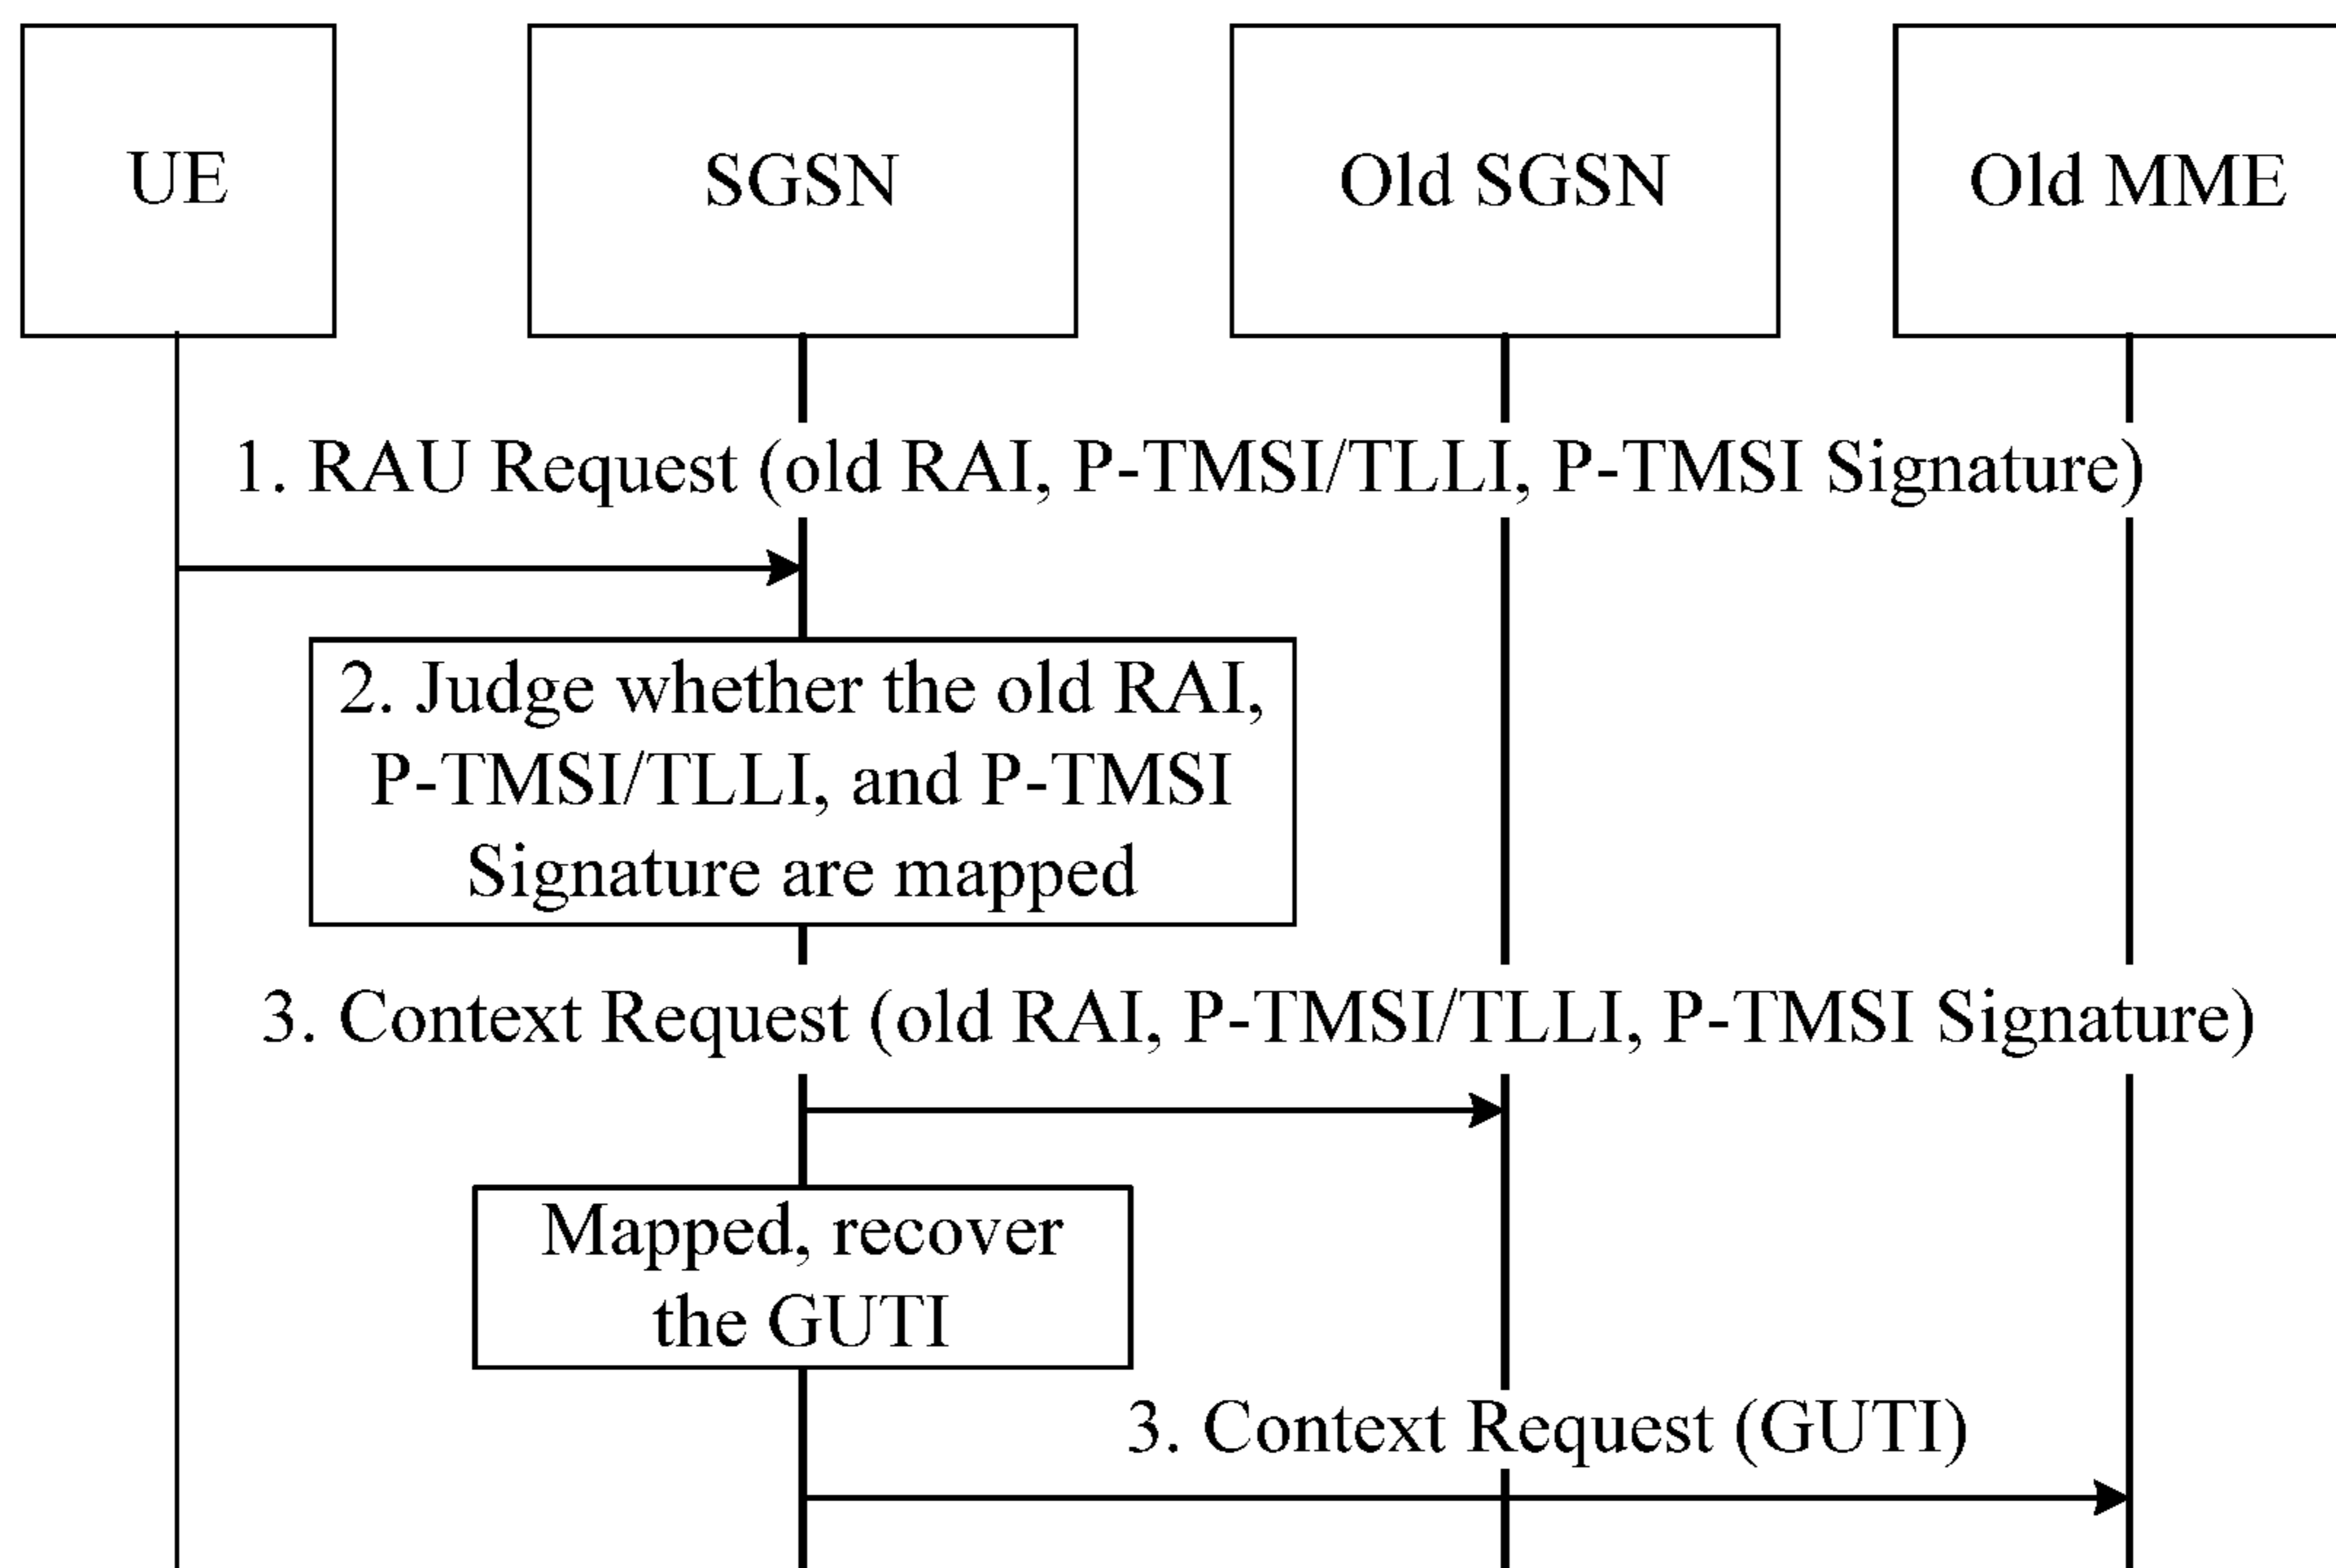 UE
SGSN
Old SGSN
Old MME
1. RAU Request (old RAI, P-TMSI/TLLI, P-TMSI Signature)
2. Judge whether the old RAI,
P-TMSI/TLLI, and P-TMSI
Signature are mapped
3. Context Request (old RAI, P-TMSI/TLLI, P-TMSI Signature)
Mapped, recover
the GUTI
3. Context Request (GUTI)